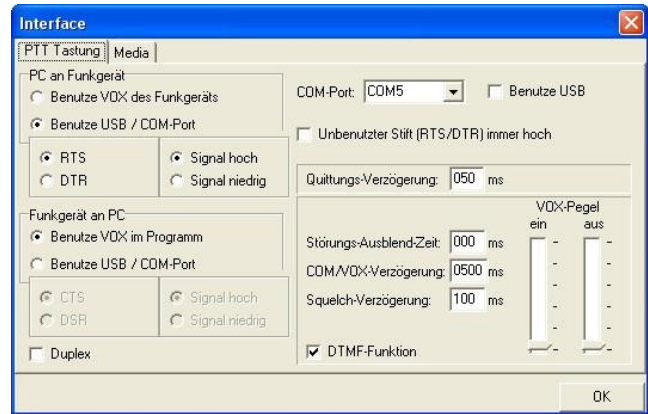 Interface
PTT Tastung
Media
PC an Funkgerät
Benutze VOX des Funkgeräts
Benutze USB / COM-Port
RTS
Signal hoch
DTR
Signal niedrig
Funkgerät an PC
Benutze VOX im Programm
Benutze USB / COM-Port
CTS
Signal hoch
DSR
Signal niedrig
Duplex
COM-Port: COM5
Benutze USB
Unbenutzter Stift (RTS/DTR) immer hoch
Quittungs-Verzögerung: 050 ms
VOX-Pegel
ein aus
Störungs-Ausblend-Zeit: 000 ms
COM/VOX-Verzögerung: 0500 ms
Squelch-Verzögerung: 100 ms
DTMF-Funktion
OK